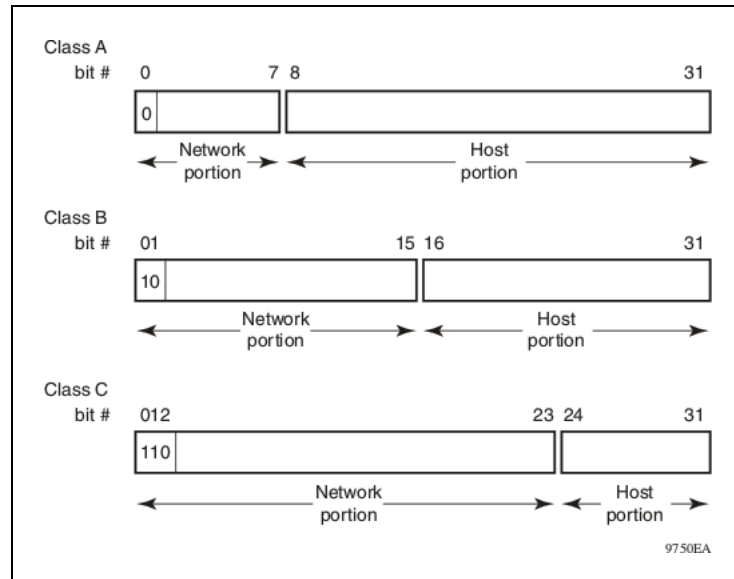 Class A
bit # 0 7 8 31
0
Network portion Host portion
Class B
bit # 01 15 16 31
10
Network portion Host portion
Class C
bit # 012 23 24 31
110
Network portion Host portion
9750EA